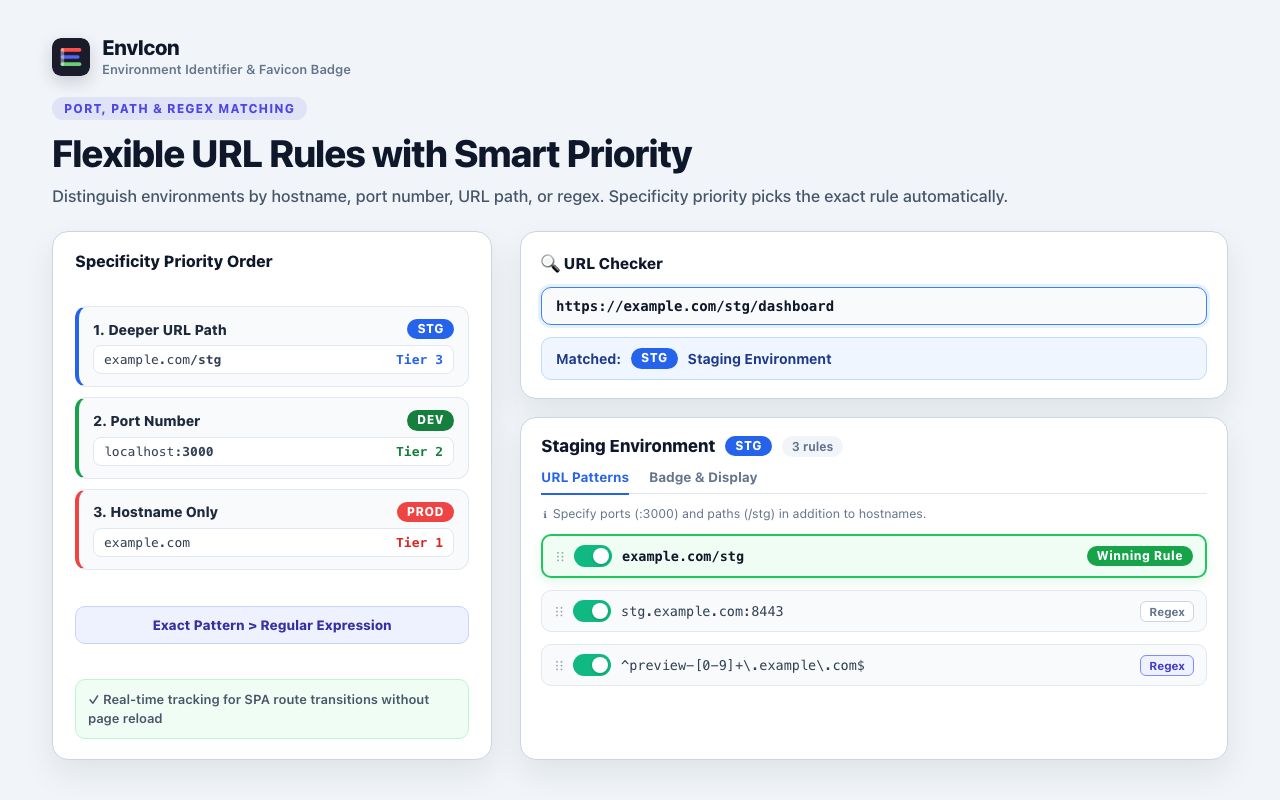 EnvIcon
Environment Identifier & Favicon Badge
PORT, PATH & REGEX MATCHING
Flexible URL Rules with Smart Priority
Distinguish environments by hostname, port number, URL path, or regex. Specificity priority picks the exact rule automatically.
Specificity Priority Order
1. Deeper URL Path STG
example.com/stg Tier 3
2. Port Number DEV
localhost:3000 Tier 2
3. Hostname Only PROD
example.com Tier 1
Exact Pattern > Regular Expression
✓ Real-time tracking for SPA route transitions without
page reload
🔍 URL Checker
https://example.com/stg/dashboard
Matched: STG Staging Environment
Staging Environment STG 3 rules
URL Patterns Badge & Display
ℹ Specify ports (:3000) and paths (/stg) in addition to hostnames.
example.com/stg Winning Rule
stg.example.com:8443 Regex
^preview-[0-9]+\.example\.com$ Regex